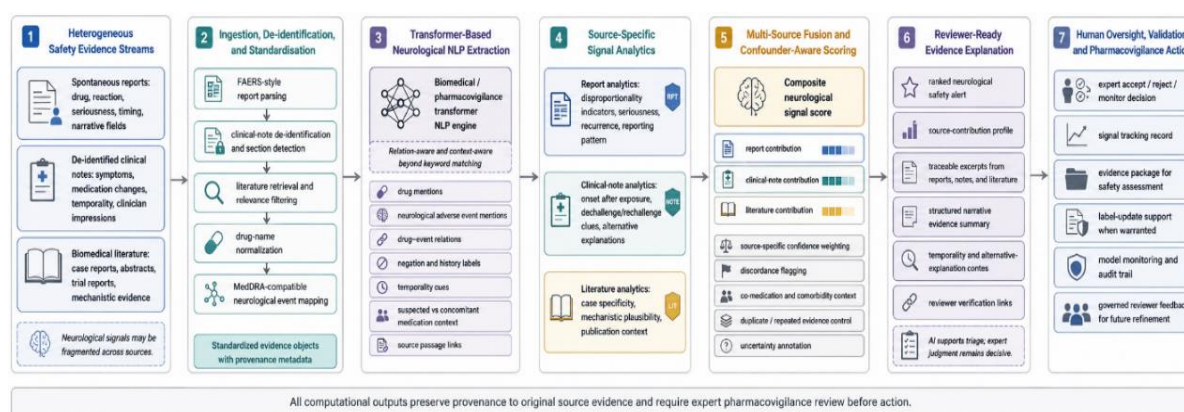 1 Heterogeneous
Safety Evidence Streams
Spontaneous reports:
drug, reaction,
seriousness, timing,
narrative fields
De-identified clinical
notes: symptoms,
medication changes,
temporality, clinician
impressions
Biomedical literature:
case reports, abstracts,
trial reports,
mechanistic evidence
Neurological signals may be
fragmented across sources.
2 Ingestion, De-identification,
and Standardisation
FAERS-style
report parsing
clinical-note de-identification
and section detection
literature retrieval and
relevance filtering
drug-name
normalization
MedDRA-compatible
neurological event mapping
Standardized evidence objects
with provenance metadata
3 Transformer-Based
Neurological NLP Extraction
Biomedical /
pharmacovigilance
transformer
NLP engine
Relation-aware and context-aware
beyond keyword matching
drug mentions
neurological adverse event mentions
drug–event relations
negation and history labels
temporality cues
suspected vs concomitant
medication context
source passage links
4 Source-Specific
Signal Analytics
Report analytics:
disproportionality
indicators, seriousness,
recurrence, reporting
pattern
RPT
Clinical-note analytics:
onset after exposure,
dechallenge/rechallenge
clues, alternative
explanations
NOTE
Literature analytics:
case specificity,
mechanistic plausibility,
publication context
LIT
5 Multi-Source Fusion and
Confounder-Aware Scoring
Composite
neurological
signal score
report contribution
clinical-note contribution
literature contribution
source-specific confidence weighting
discordance flagging
co-medication and comorbidity context
duplicate / repeated evidence control
uncertainty annotation
6 Reviewer-Ready
Evidence Explanation
ranked neurological
safety alert
source-contribution profile
traceable excerpts from
reports, notes, and literature
structured narrative
evidence summary
temporality and alternative-
explanation contes
reviewer verification links
AI supports triage; expert
judgment remains decisive.
7 Human Oversight, Validation
and Pharmacovigilance Actio
expert accept / reject /
monitor decision
signal tracking record
evidence package for
safety assessment
label-update support
when warranted
model monitoring and
audit trail
governed reviewer feedback
for future refinement
All computational outputs preserve provenance to original source evidence and require expert pharmacovigilance review before action.